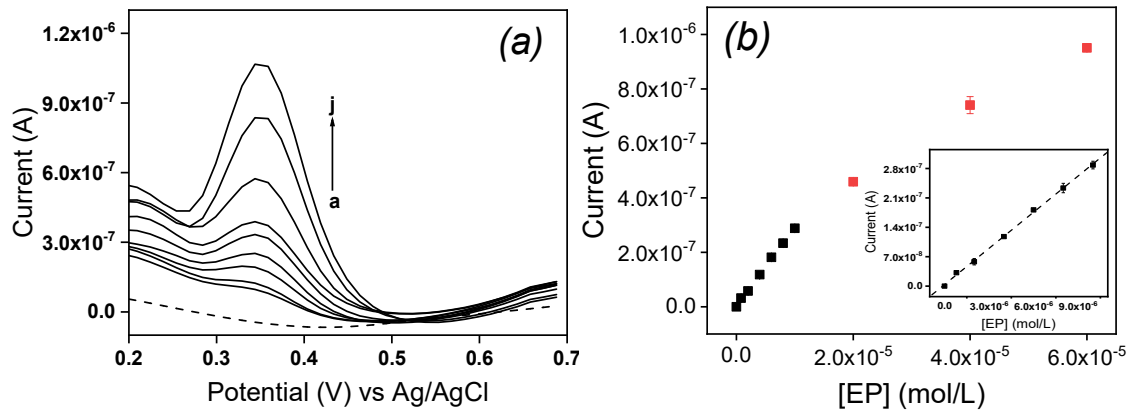 (a)
1.2x10⁻⁶
9.0x10⁻⁷
6.0x10⁻⁷
3.0x10⁻⁷
0.0
Current (A)
j
a
0.2 0.3 0.4 0.5 0.6 0.7
Potential (V) vs Ag/AgCl
(b)
1.0x10⁻⁶
8.0x10⁻⁷
6.0x10⁻⁷
4.0x10⁻⁷
2.0x10⁻⁷
0.0
Current (A)
0.0 2.0x10⁻⁵ 4.0x10⁻⁵ 6.0x10⁻⁵
[EP] (mol/L)
2.8x10⁻⁷
2.1x10⁻⁷
1.4x10⁻⁷
7.0x10⁻⁸
0.0
Current (A)
0.0 3.0x10⁻⁶ 6.0x10⁻⁶ 9.0x10⁻⁶
[EP] (mol/L)